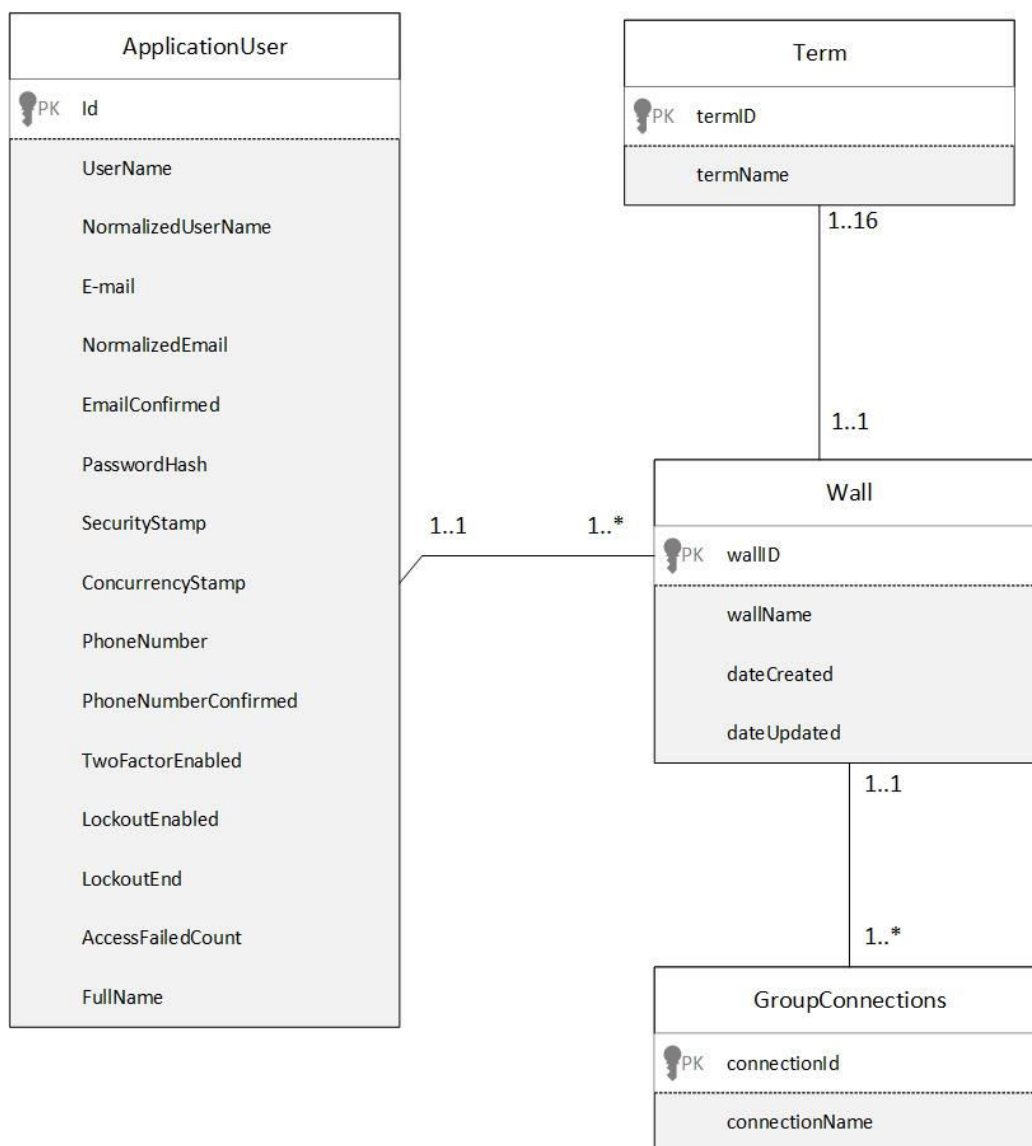 ApplicationUser
PK Id
UserName
NormalizedUserName
E-mail
NormalizedEmail
EmailConfirmed
PasswordHash
SecurityStamp
ConcurrencyStamp
PhoneNumber
PhoneNumberConfirmed
TwoFactorEnabled
LockoutEnabled
LockoutEnd
AccessFailedCount
FullName
1..1
1..*
Term
PK termID
termName
1..16
1..1
Wall
PK wallID
wallName
dateCreated
dateUpdated
1..1
1..*
GroupConnections
PK connectionId
connectionName